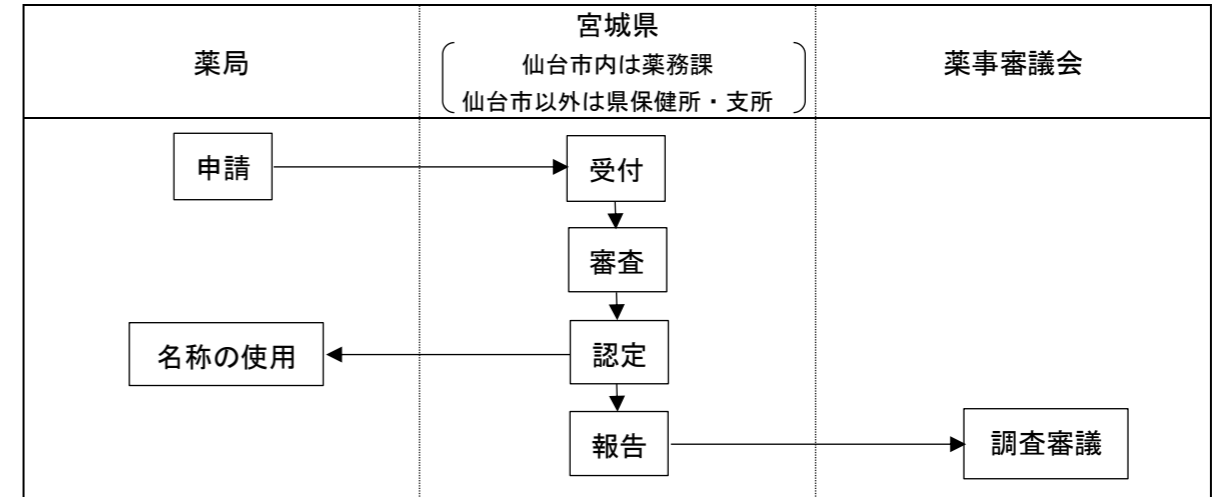 薬局
宮城県
仙台市内は薬務課
仙台市以外は県保健所・支所
薬事審議会
申請
受付
審査
名称の使用
認定
報告
調査審議